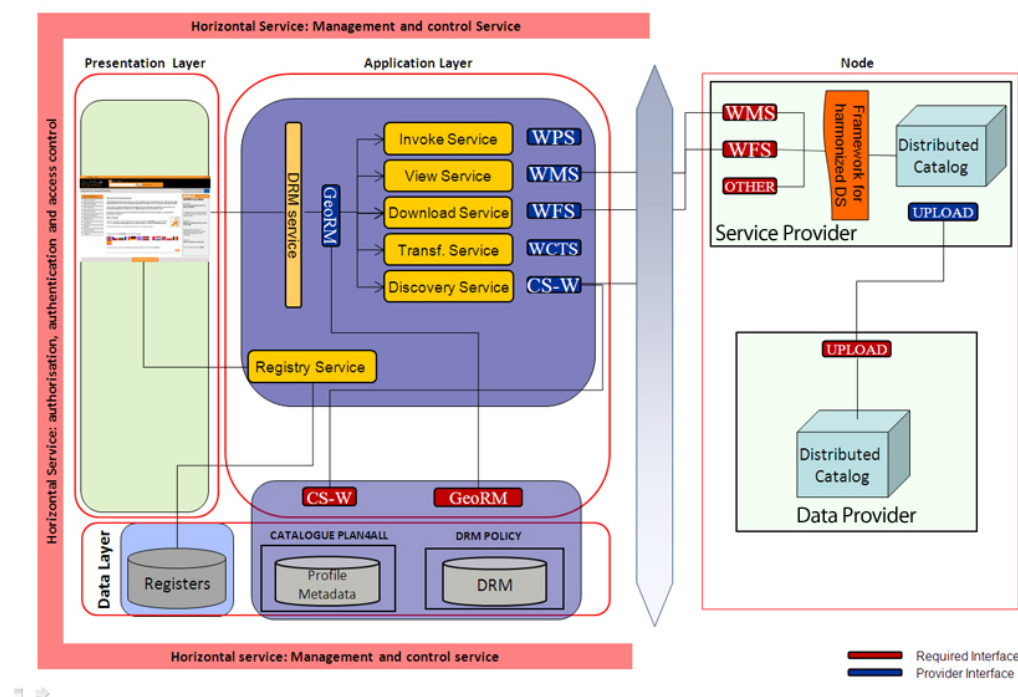 Horizontal Service: Management and control Service
Horizontal Service: authorisation, authentication and access control
Presentation Layer
Application Layer
Node
DRM service
GeoRM
Invoke Service
WPS
View Service
WMS
Download Service
WFS
Transf. Service
WCTS
Discovery Service
CS-W
Registry Service
WMS
WFS
OTHER
Framework for
harmonized DS
Distributed
Catalog
UPLOAD
Service Provider
UPLOAD
Distributed
Catalog
Data Provider
CS-W
GeoRM
Data Layer
Registers
CATALOGUE PLAN4ALL
Profile
Metadata
DRM POLICY
DRM
Horizontal service: Management and control service
Required Interface
Provider Interface